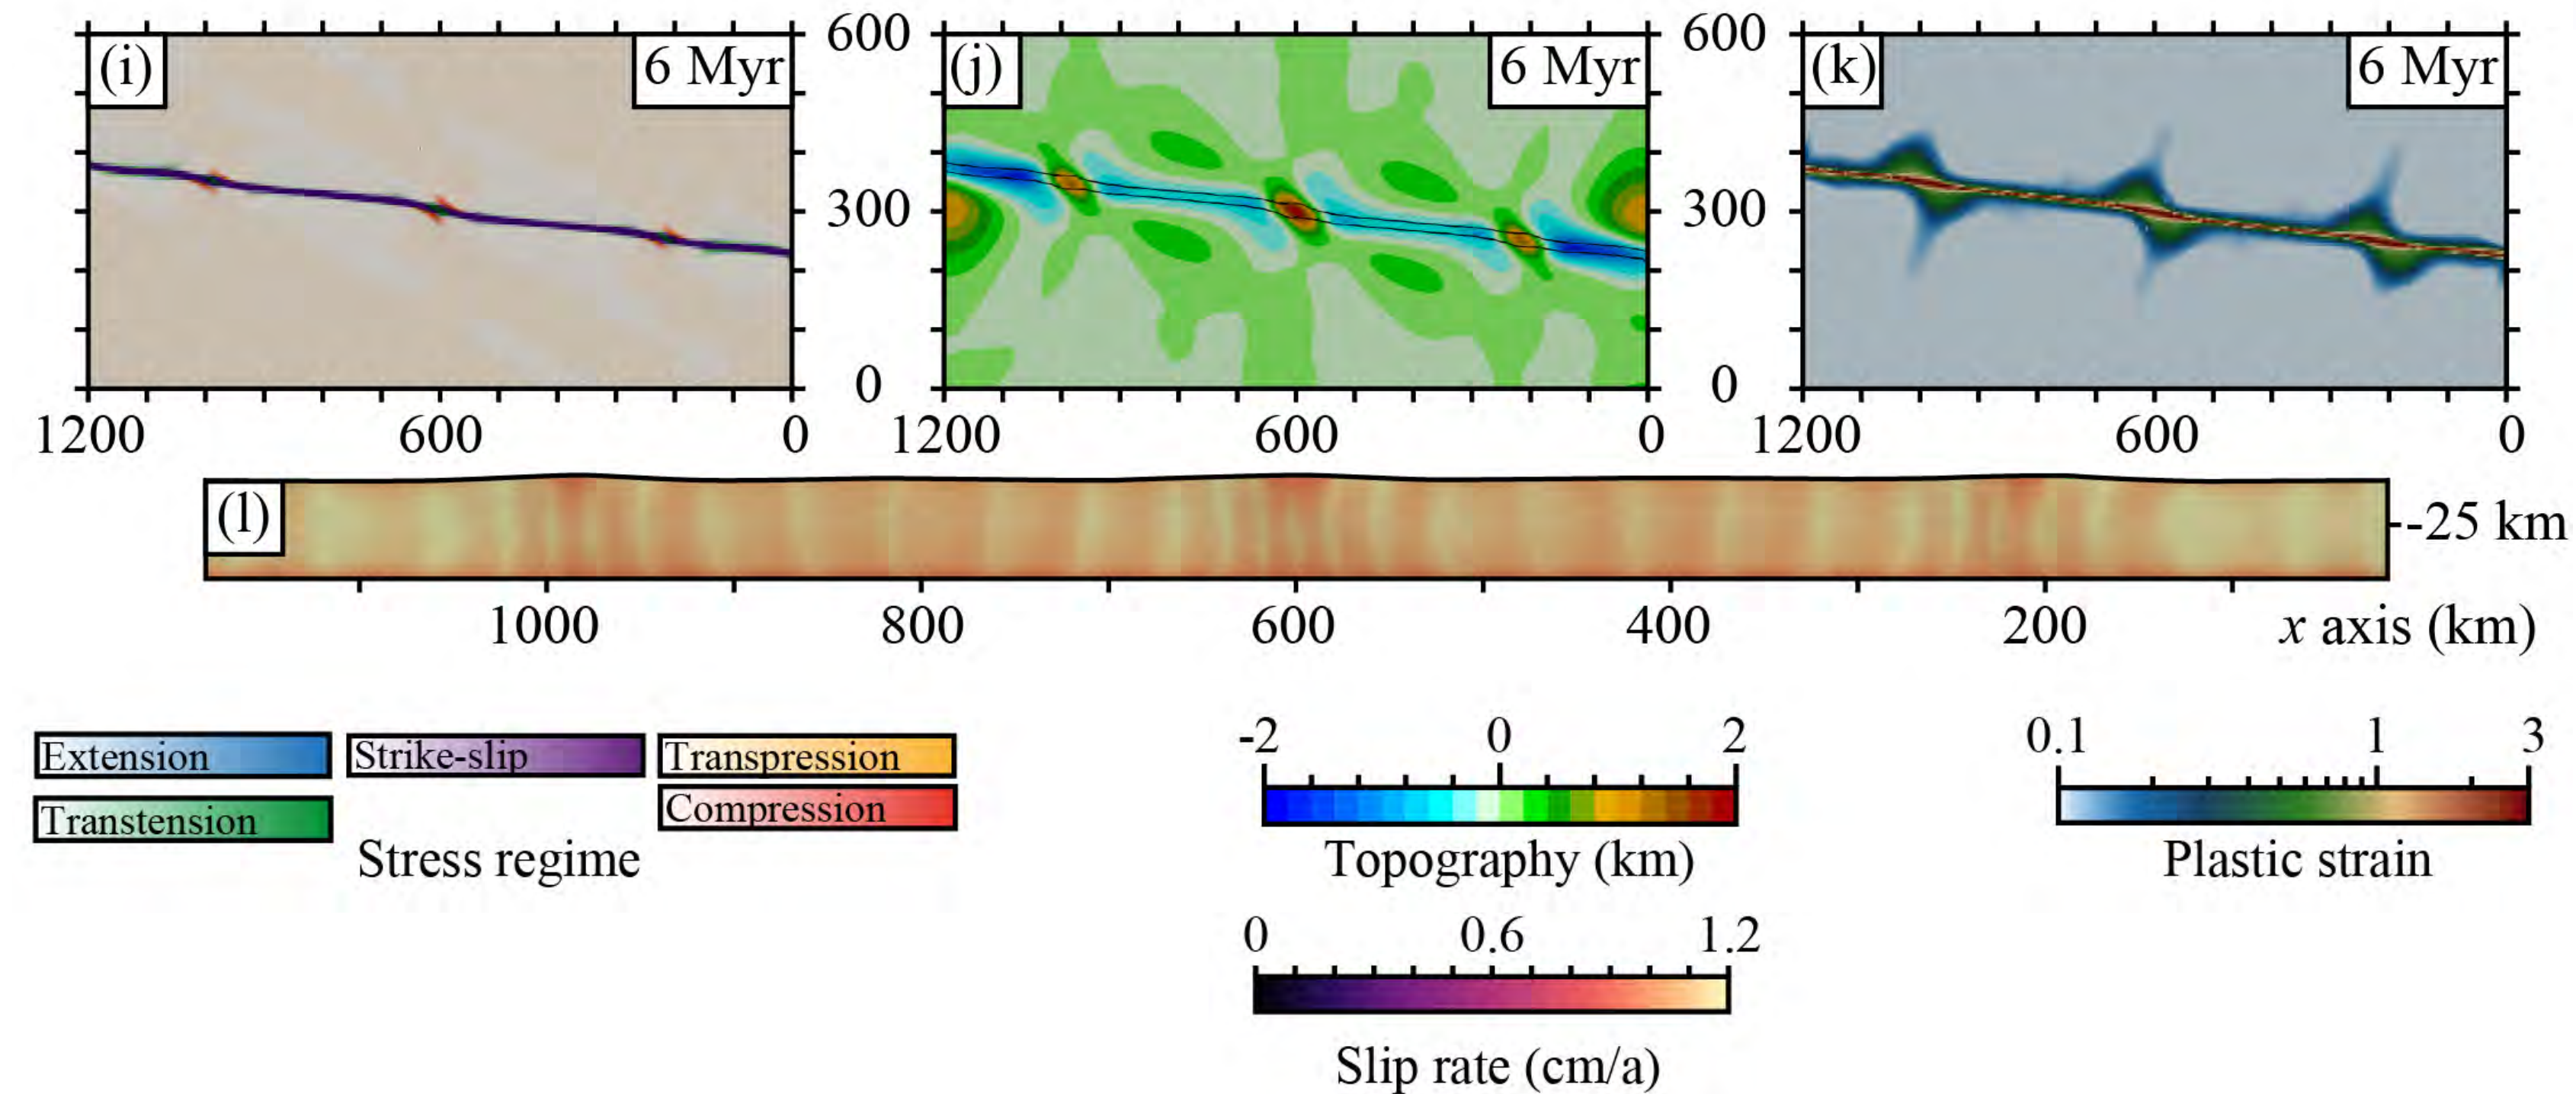 (i) 6 Myr
600 (j) 6 Myr
600 (k) 6 Myr
300 300
0 0
1200 600 0 1200 600 0 1200 600 0
(l) -25 km
1000 800 600 400 200 x axis (km)
Extension Strike-slip Transpression
Transtension Compression
Stress regime
-2 0 2
Topography (km)
0.1 1 3
Plastic strain
0 0.6 1.2
Slip rate (cm/a)